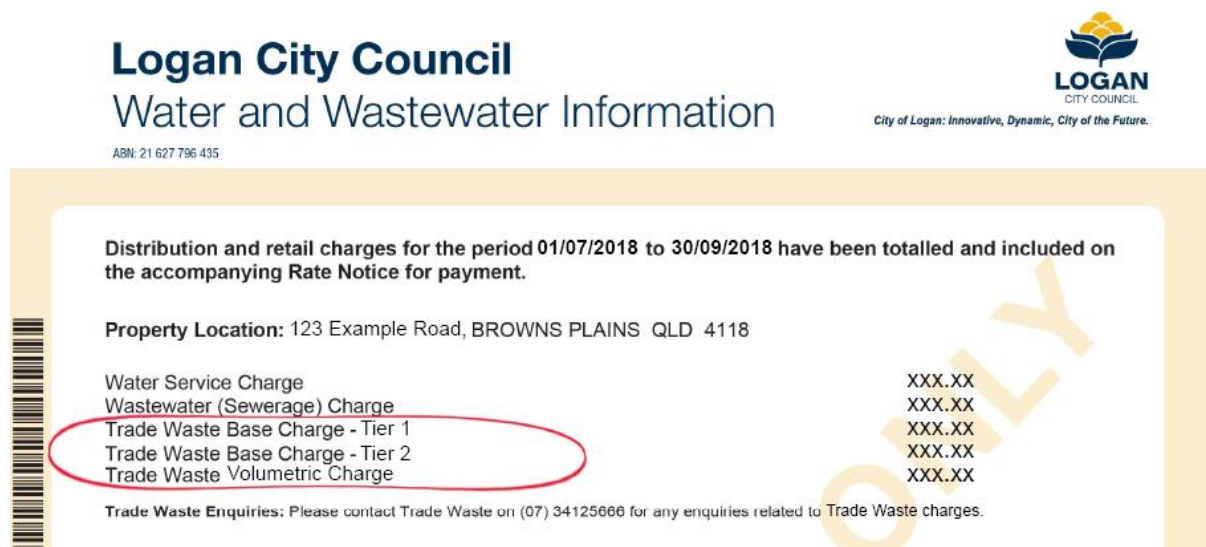 Logan City Council
Water and Wastewater Information
ABN: 21 627 796 435
LOGAN
CITY COUNCIL
City of Logan: Innovative, Dynamic, City of the Future.
Distribution and retail charges for the period 01/07/2018 to 30/09/2018 have been totalled and included on
the accompanying Rate Notice for payment.
Property Location: 123 Example Road, BROWNS PLAINS QLD 4118
Water Service Charge XXX.XX
Wastewater (Sewerage) Charge XXX.XX
Trade Waste Base Charge - Tier 1 XXX.XX
Trade Waste Base Charge - Tier 2 XXX.XX
Trade Waste Volumetric Charge XXX.XX
Trade Waste Enquiries: Please contact Trade Waste on (07) 34125666 for any enquiries related to Trade Waste charges.
ONLY